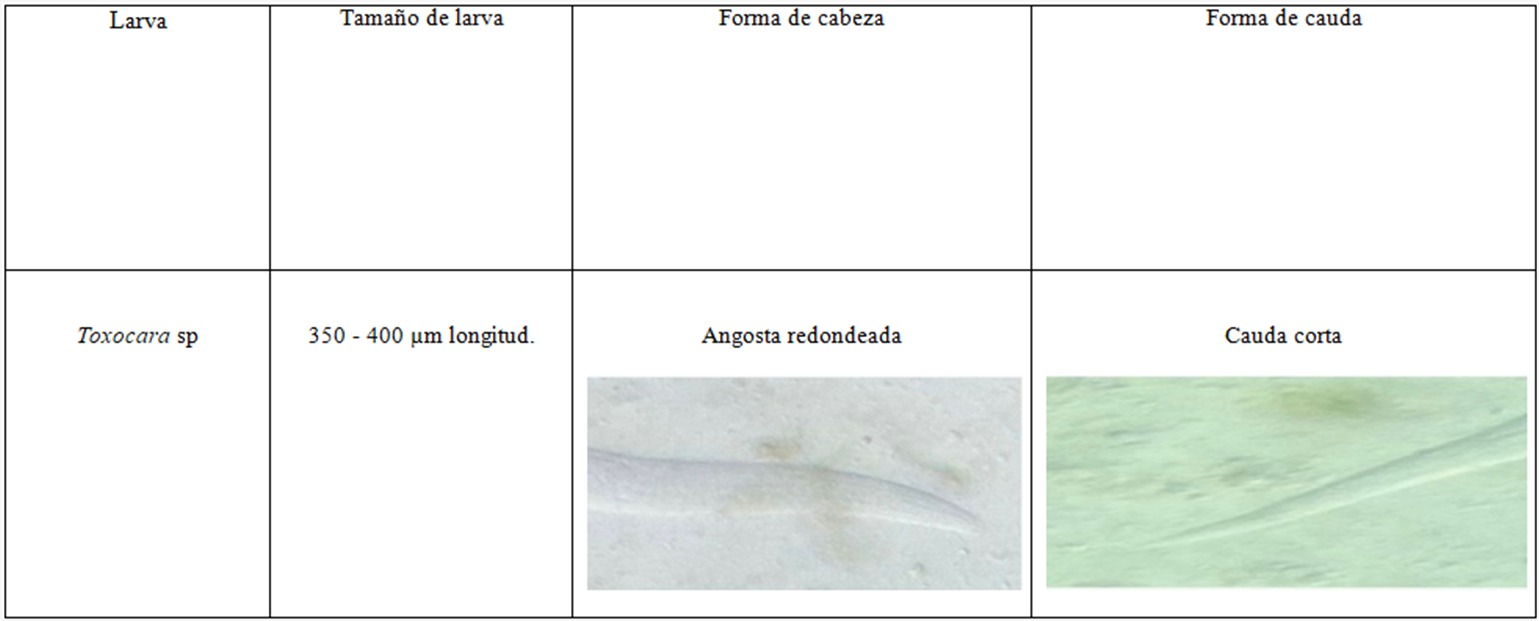 Larva
Tamaño de larva
Forma de cabeza
Forma de cauda
Toxocara sp
350 - 400 µm longitud.
Angosta redondeada
Cauda corta